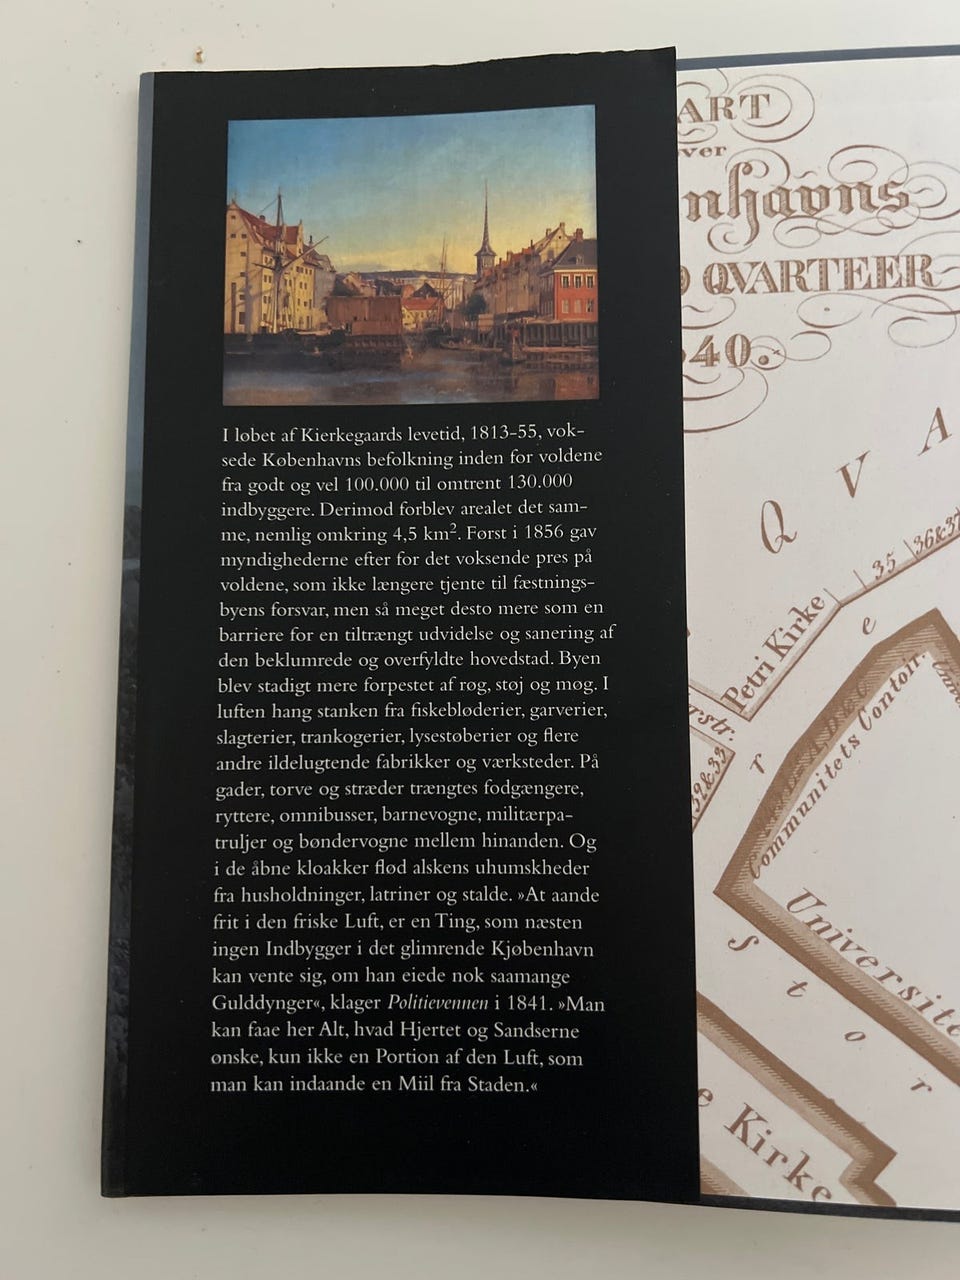 I løbet af Kierkegaards levetid, 1813-55, vok-
sede Københavns befolkning inden for voldene
fra godt og vel 100.000 til omtrent 130.000
indbyggere. Derimod forblev arealet det sam-
me, nemlig omkring 4,5 km². Først i 1856 gav
myndighederne efter for det voksende pres på
voldene, som ikke længere tjente til fæstnings-
byens forsvar, men så meget desto mere som en
barriere for en tiltrængt udvidelse og sanering af
den beklumrede og overfyldte hovedstad. Byen
blev stadigt mere forpestet af røg, støj og møg. I
luften hang stanken fra fiskebløderier, garverier,
slagterier, trankogerier, lysestøberier og flere
andre ildelugtende fabrikker og værksteder. På
gader, torve og stræder trængtes fodgængere,
ryttere, omnibusser, barnevogne, militærpa-
truljer og bøndervogne mellem hinanden. Og
i de åbne kloakker flød alskens uhumskheder
fra husholdninger, latriner og stalde. »At aande
frit i den friske Luft, er en Ting, som næsten
ingen Indbygger i det glimrende Kjøbenhavn
kan vente sig, om han eiede nok saamange
Gulddynger«, klager Politievennen i 1841. »Man
kan faae her Alt, hvad Hjertet og Sandserne
ønske, kun ikke en Portion af den Luft, som
man kan indaande en Miil fra Staden.«
ART
ver
nhavns
QVARTEER
40.
Q V A
35 36&37
Petri Kirke
rstr.
32&33
Communitets Contoir.
Universite
e
r
S t o r
e Kirke